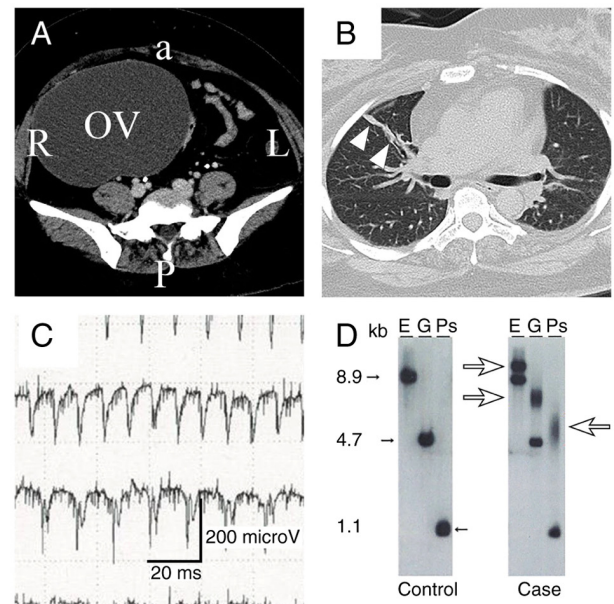 A
a
OV
R
L
P
B
C
200 microV
20 ms
D
kb
E G Ps
E G Ps
8.9
4.7
1.1
Control
Case